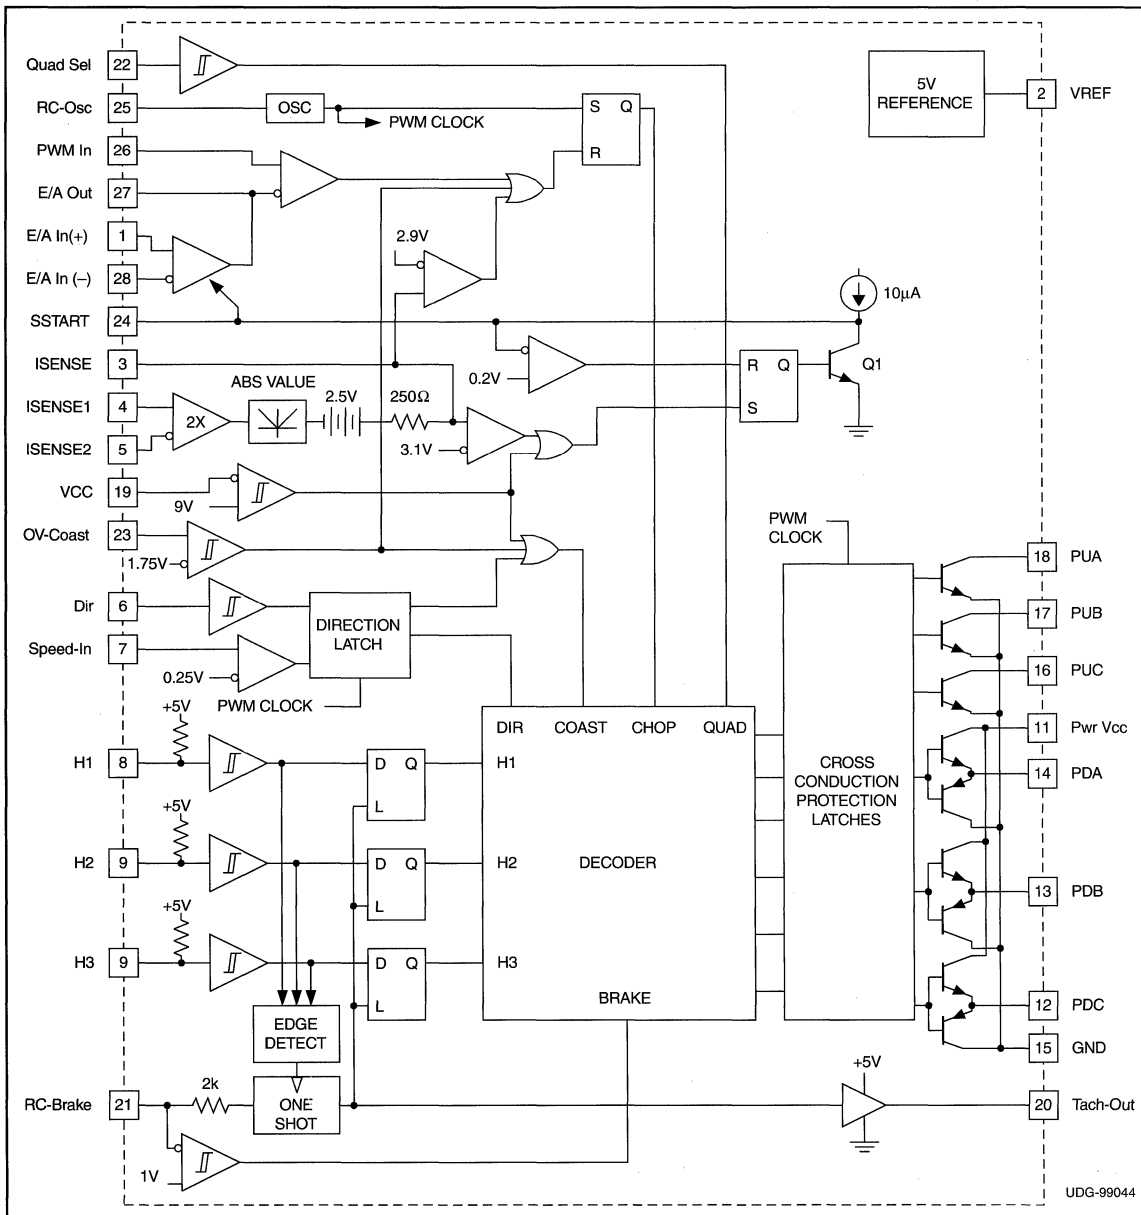 Quad Sel 22
RC-Osc 25 OSC
PWM CLOCK
S Q
R
5V
REFERENCE
2 VREF
PWM In 26
E/A Out 27
E/A In(+) 1
E/A In (–) 28
2.9V
10µA
SSTART 24
ISENSE 3
0.2V
R Q
S
Q1
ABS VALUE
2.5V
250Ω
ISENSE1 4
2X
ISENSE2 5
3.1V
VCC 19
9V
OV-Coast 23
1.75V
PWM
CLOCK
18 PUA
Dir 6
DIRECTION
LATCH
17 PUB
Speed-In 7
0.25V
PWM CLOCK
16 PUC
+5V
DIR COAST CHOP QUAD
11 Pwr Vcc
H1 8
D Q
L
H1
CROSS
CONDUCTION
PROTECTION
LATCHES
14 PDA
+5V
H2 9
D Q
L
H2
DECODER
13 PDB
+5V
H3 9
D Q
L
H3
BRAKE
12 PDC
EDGE
DETECT
15 GND
+5V
RC-Brake 21
2k
ONE
SHOT
20 Tach-Out
1V
UDG-99044